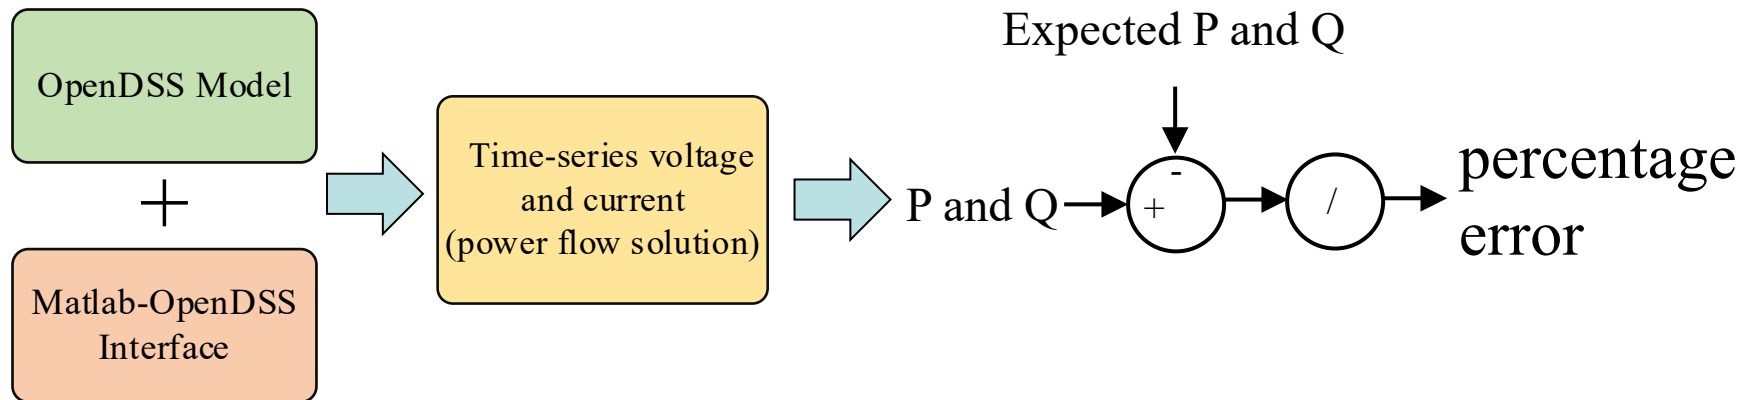 OpenDSS Model
+
Matlab-OpenDSS
Interface
Time-series voltage
and current
(power flow solution)
Expected P and Q
P and Q
-
+
/
percentage
error